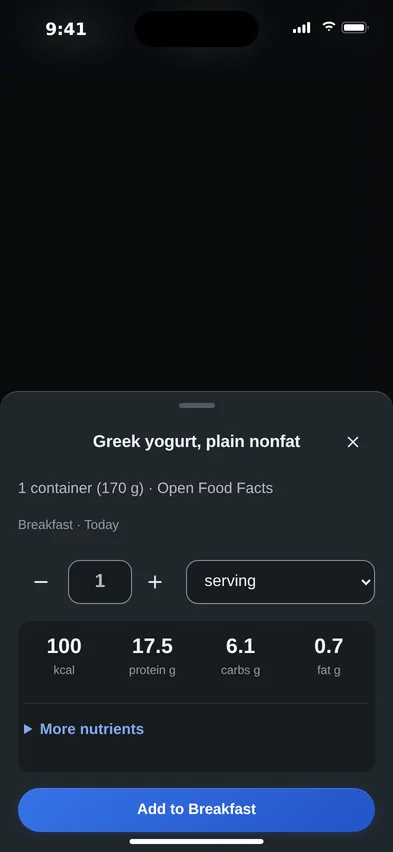 9:41
Greek yogurt, plain nonfat
1 container (170 g) · Open Food Facts
Breakfast · Today
− 1 + serving
100 17.5 6.1 0.7
kcal protein g carbs g fat g
More nutrients
Add to Breakfast